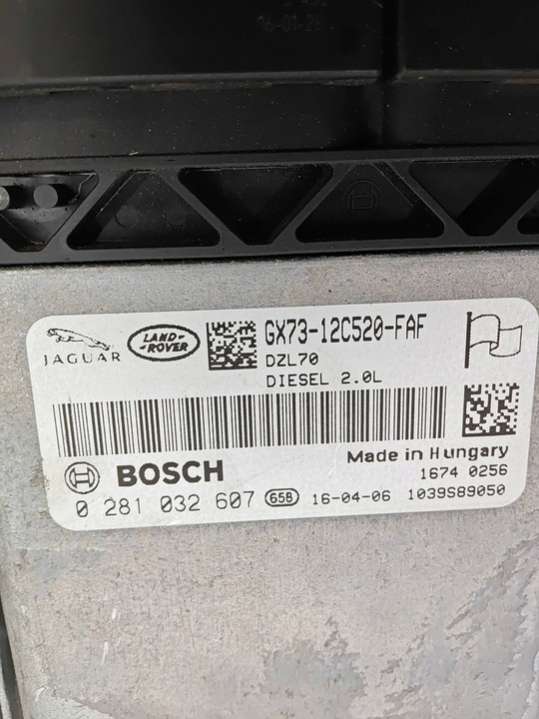 JAGUAR
LAND-
-ROVER
GX73-12C520-FAF
DZL70
DIESEL 2.0L
Made in Hungary
BOSCH
1674 0256
0 281 032 607 65B 16-04-06 1039S89050